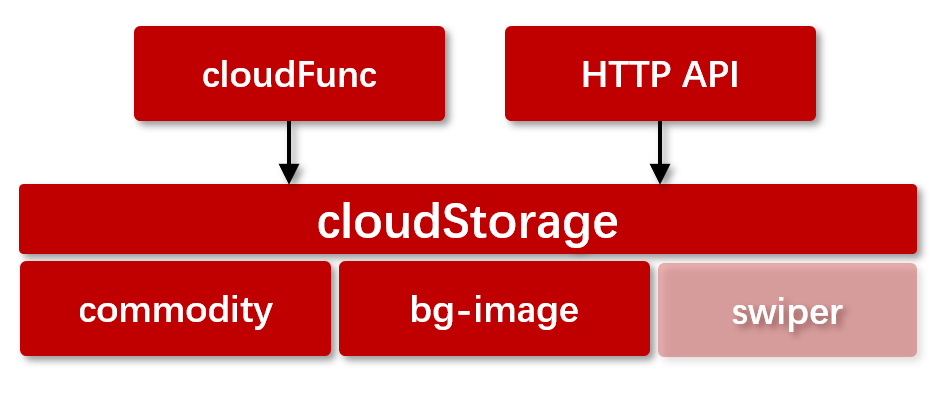 cloudFunc
HTTP API
cloudStorage
commodity
bg-image
swiper